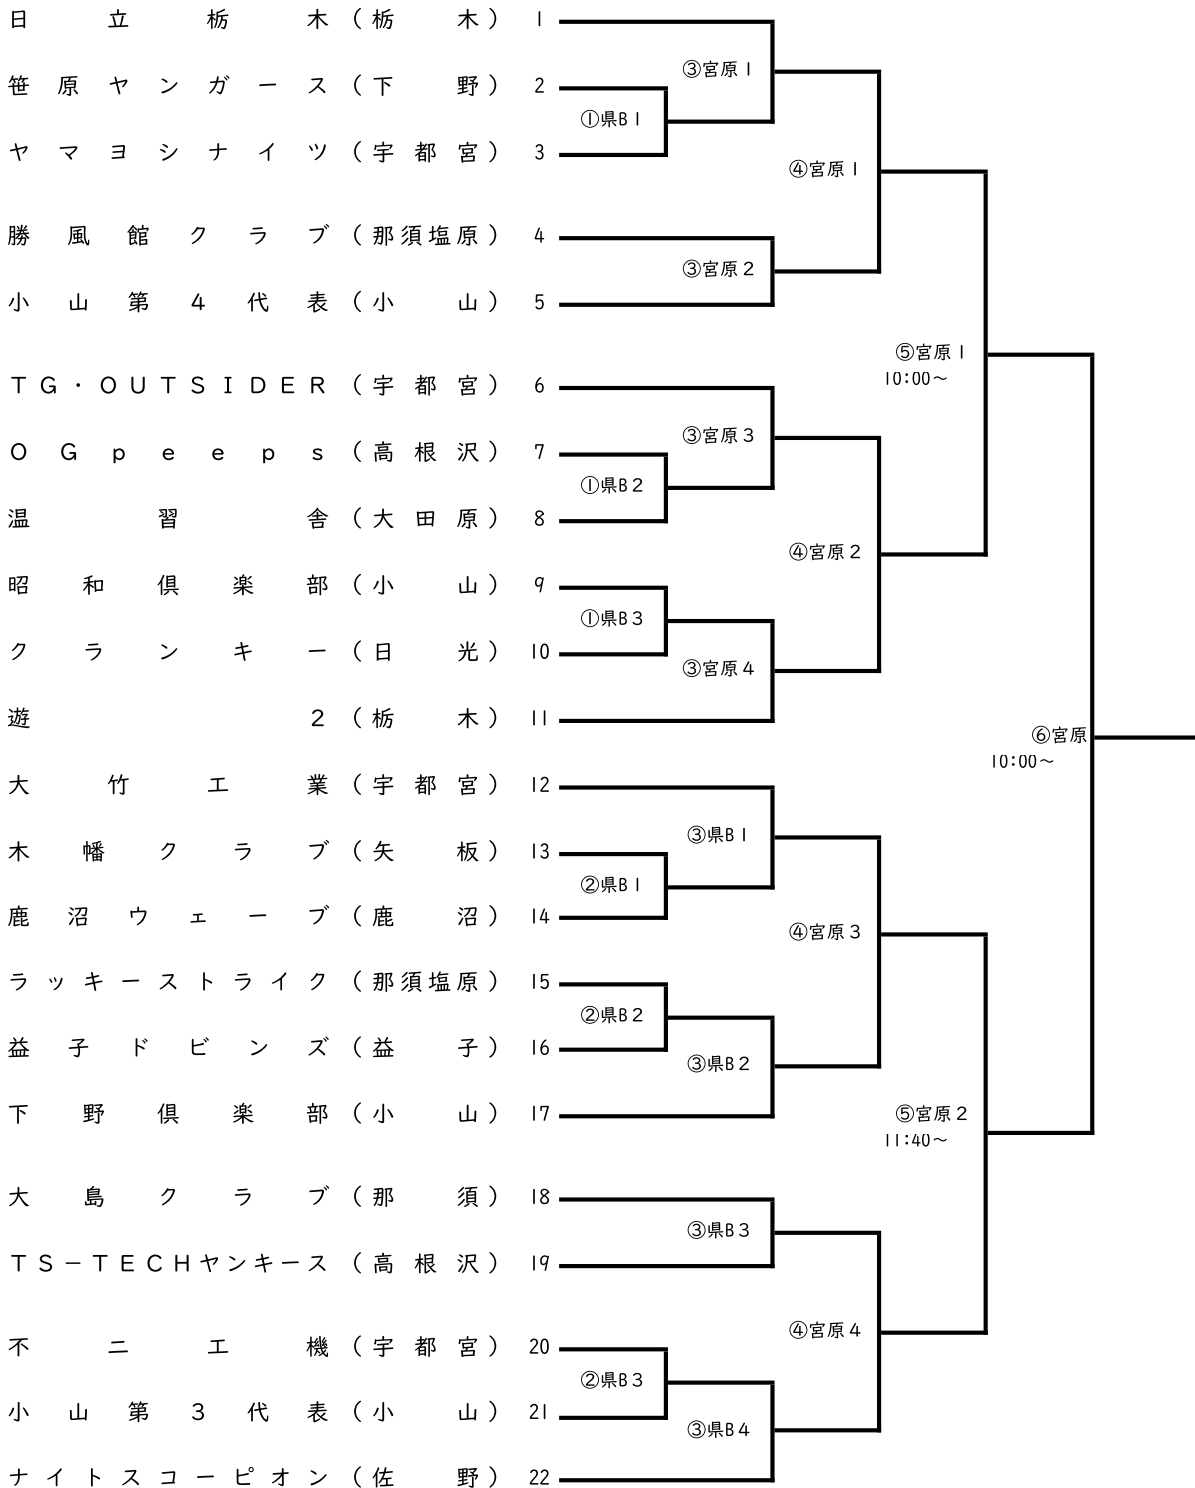 日立栃木（栃木） 1
③宮原1
笹原ヤンガース（下野） 2
①県B1
ヤマヨシナイツ（宇都宮） 3
④宮原1
勝風館クラブ（那須塩原） 4
③宮原2
小山第4代表（小山） 5
⑤宮原1
10:00～
TG・OUTSIDER（宇都宮） 6
③宮原3
OGpeeps（高根沢） 7
①県B2
温習舎（大田原） 8
④宮原2
昭和倶楽部（小山） 9
①県B3
クランキー（日光） 10
③宮原4
遊2（栃木） 11
⑥宮原
10:00～
大竹工業（宇都宮） 12
③県B1
木幡クラブ（矢板） 13
②県B1
鹿沼ウェーブ（鹿沼） 14
④宮原3
ラッキーストライク（那須塩原） 15
②県B2
益子ドビンズ（益子） 16
③県B2
下野倶楽部（小山） 17
⑤宮原2
11:40～
大島クラブ（那須） 18
③県B3
TS－TECHヤンキース（高根沢） 19
④宮原4
不二工機（宇都宮） 20
②県B3
小山第3代表（小山） 21
③県B4
ナイトスコーピオン（佐野） 22